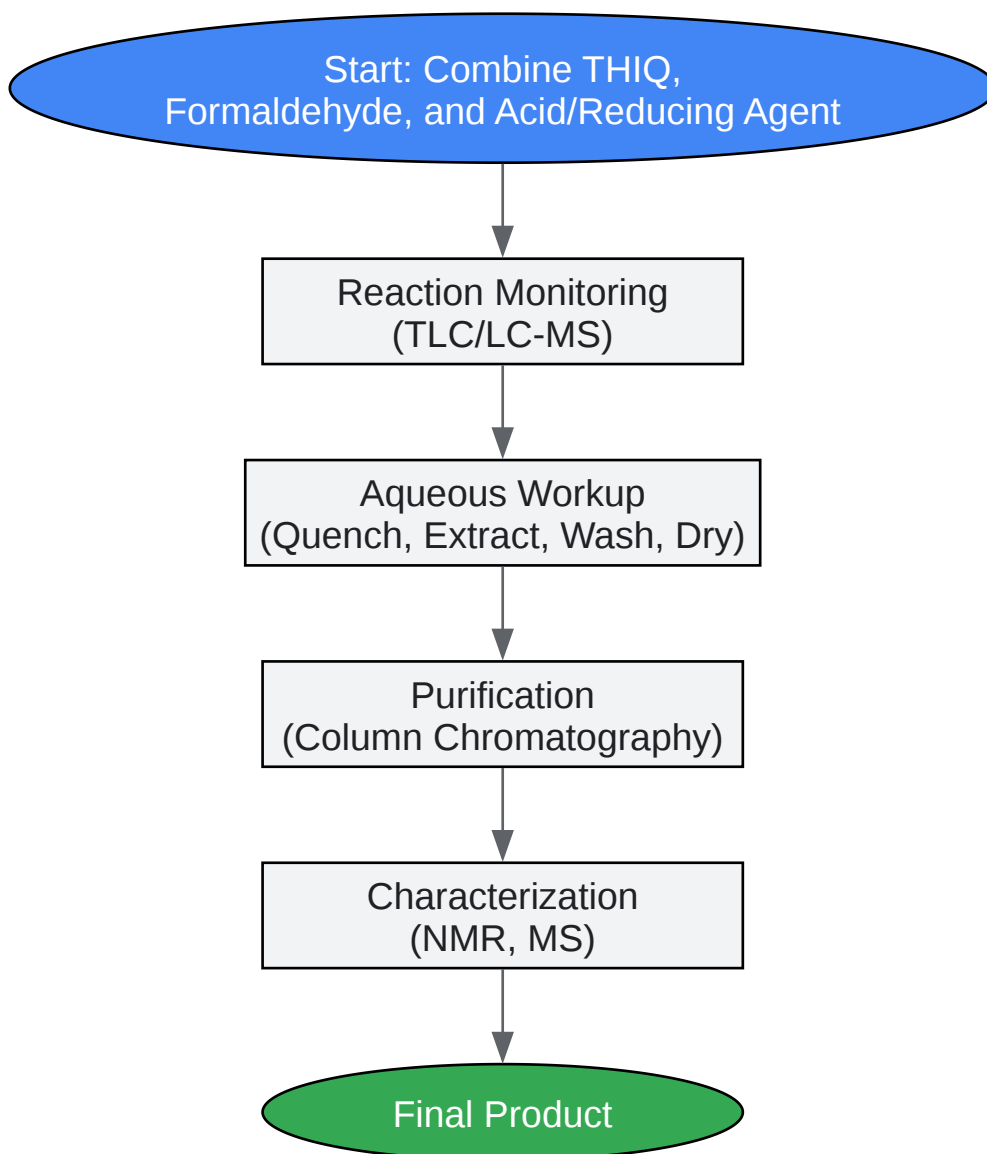 Start: Combine THIQ,
Formaldehyde, and Acid/Reducing Agent
Reaction Monitoring
(TLC/LC-MS)
Aqueous Workup
(Quench, Extract, Wash, Dry)
Purification
(Column Chromatography)
Characterization
(NMR, MS)
Final Product